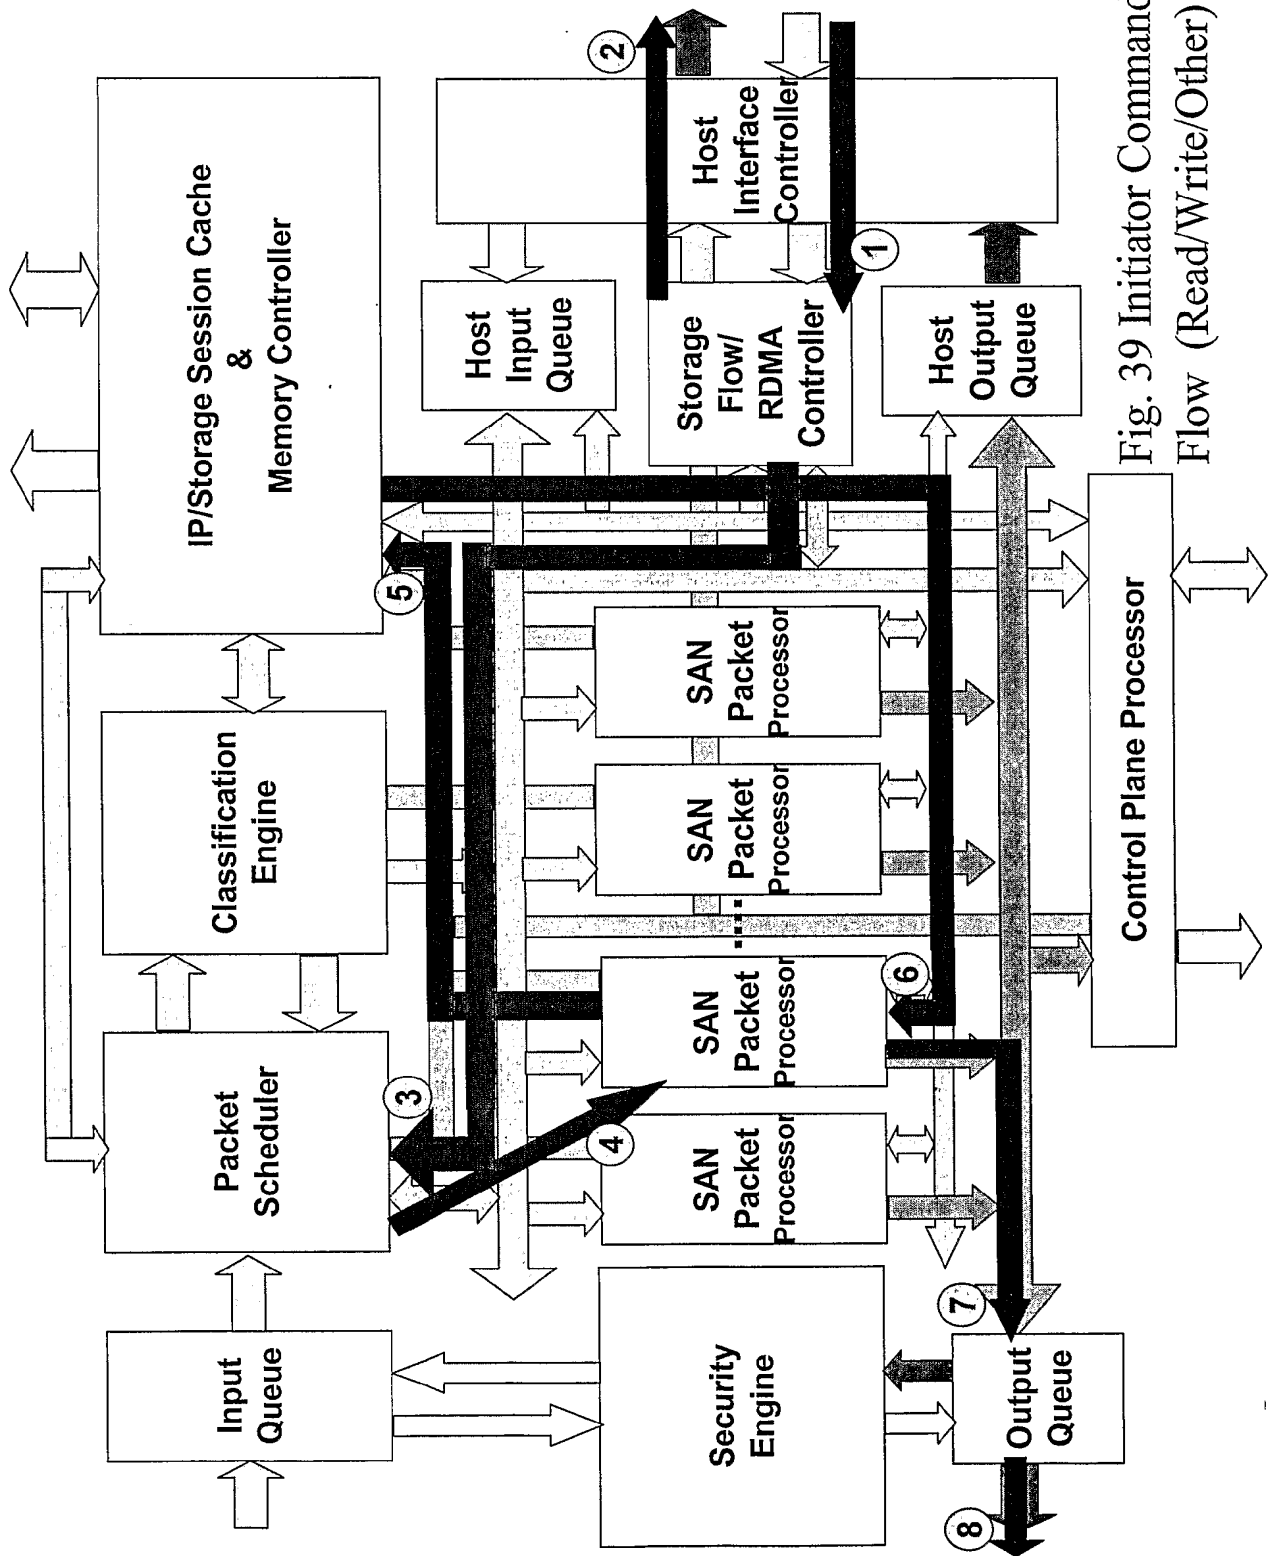 Input
Queue
Packet
Scheduler
Classification
Engine
IP/Storage Session Cache
&
Memory Controller
Security
Engine
SAN
Packet
Processor
SAN
Packet
Processor
SAN
Packet
Processor
SAN
Packet
Processor
Host
Input
Queue
Storage
Flow/
RDMA
Controller
Host
Output
Queue
Host
Interface
Controller
Output
Queue
Control Plane Processor
1
2
3
4
5
6
7
8
Fig. 39 Initiator Command
Flow (Read/Write/Other)